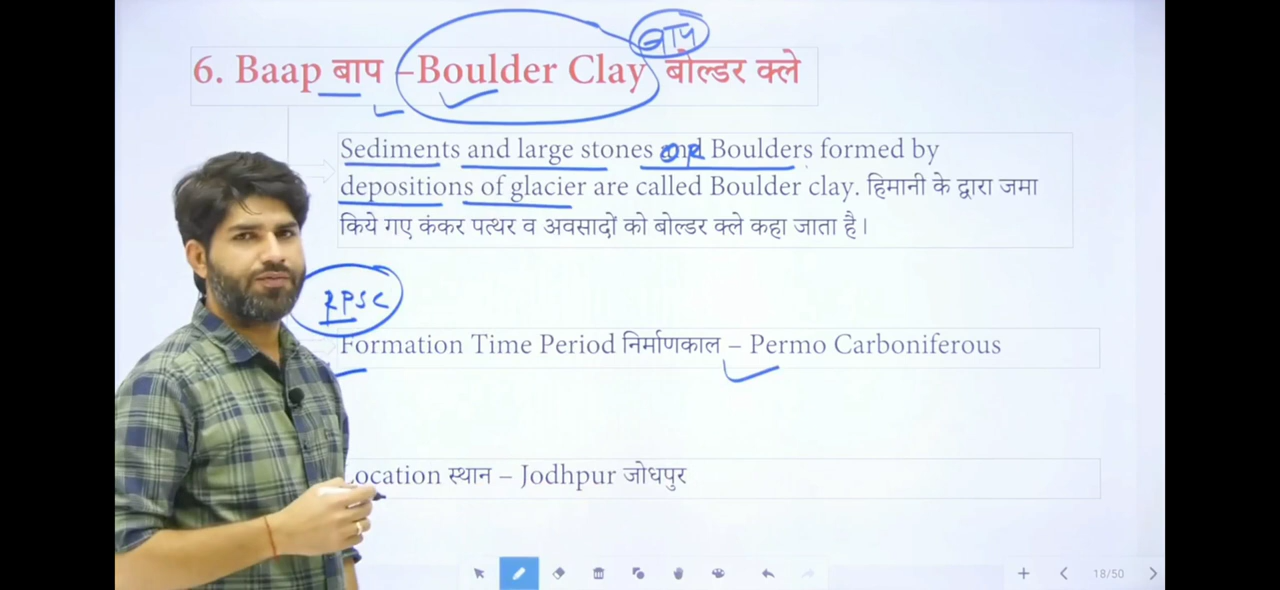 6. Baap बाप – Boulder Clay बोल्डर क्ले
बाप
Sediments and large stones or Boulders formed by
depositions of glacier are called Boulder clay. हिमानी के द्वारा जमा
किये गए कंकर पत्थर व अवसादों को बोल्डर क्ले कहा जाता है।
RPSC
Formation Time Period निर्माणकाल – Permo Carboniferous
Location स्थान – Jodhpur जोधपुर
18/50